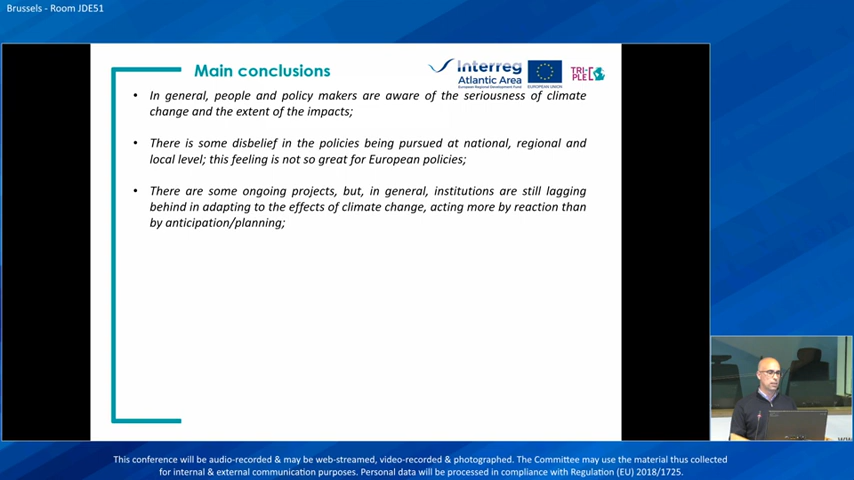 Brussels - Room JDE51
Main conclusions
Interreg
Atlantic Area
European Regional Development Fund
EUROPEAN UNION
TRI-
PLE
• In general, people and policy makers are aware of the seriousness of climate
change and the extent of the impacts;
• There is some disbelief in the policies being pursued at national, regional and
local level; this feeling is not so great for European policies;
• There are some ongoing projects, but, in general, institutions are still lagging
behind in adapting to the effects of climate change, acting more by reaction than
by anticipation/planning;
This conference will be audio-recorded & may be web-streamed, video-recorded & photographed. The Committee may use the material thus collected
for internal & external communication purposes. Personal data will be processed in compliance with Regulation (EU) 2018/1725.